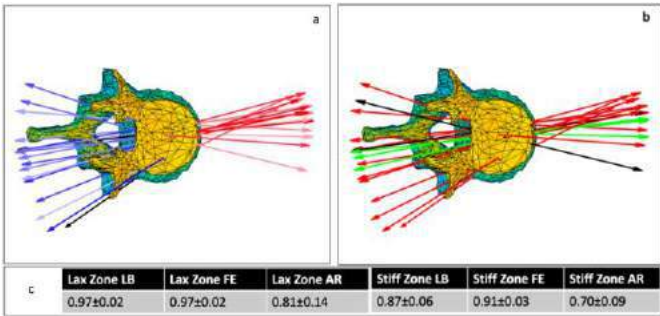 a
b
c
Lax Zone LB Lax Zone FE Lax Zone AR Stiff Zone LB Stiff Zone FE Stiff Zone AR
0.97±0.02 0.97±0.02 0.81±0.14 0.87±0.06 0.91±0.03 0.70±0.09